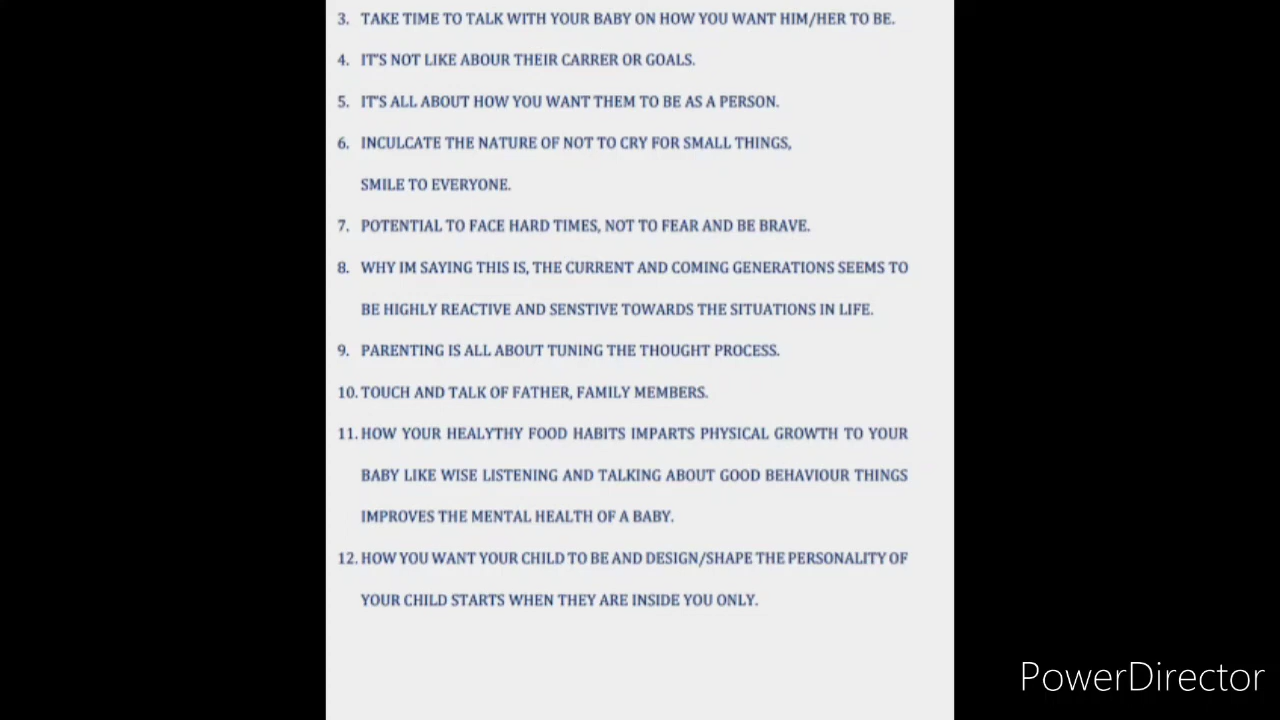 3. TAKE TIME TO TALK WITH YOUR BABY ON HOW YOU WANT HIM/HER TO BE.
4. IT'S NOT LIKE ABOUR THEIR CARRER OR GOALS.
5. IT'S ALL ABOUT HOW YOU WANT THEM TO BE AS A PERSON.
6. INCULCATE THE NATURE OF NOT TO CRY FOR SMALL THINGS,
SMILE TO EVERYONE.
7. POTENTIAL TO FACE HARD TIMES, NOT TO FEAR AND BE BRAVE.
8. WHY IM SAYING THIS IS, THE CURRENT AND COMING GENERATIONS SEEMS TO
BE HIGHLY REACTIVE AND SENSTIVE TOWARDS THE SITUATIONS IN LIFE.
9. PARENTING IS ALL ABOUT TUNING THE THOUGHT PROCESS.
10. TOUCH AND TALK OF FATHER, FAMILY MEMBERS.
11. HOW YOUR HEALYTHY FOOD HABITS IMPARTS PHYSICAL GROWTH TO YOUR
BABY LIKE WISE LISTENING AND TALKING ABOUT GOOD BEHAVIOUR THINGS
IMPROVES THE MENTAL HEALTH OF A BABY.
12. HOW YOU WANT YOUR CHILD TO BE AND DESIGN/SHAPE THE PERSONALITY OF
YOUR CHILD STARTS WHEN THEY ARE INSIDE YOU ONLY.
PowerDirector